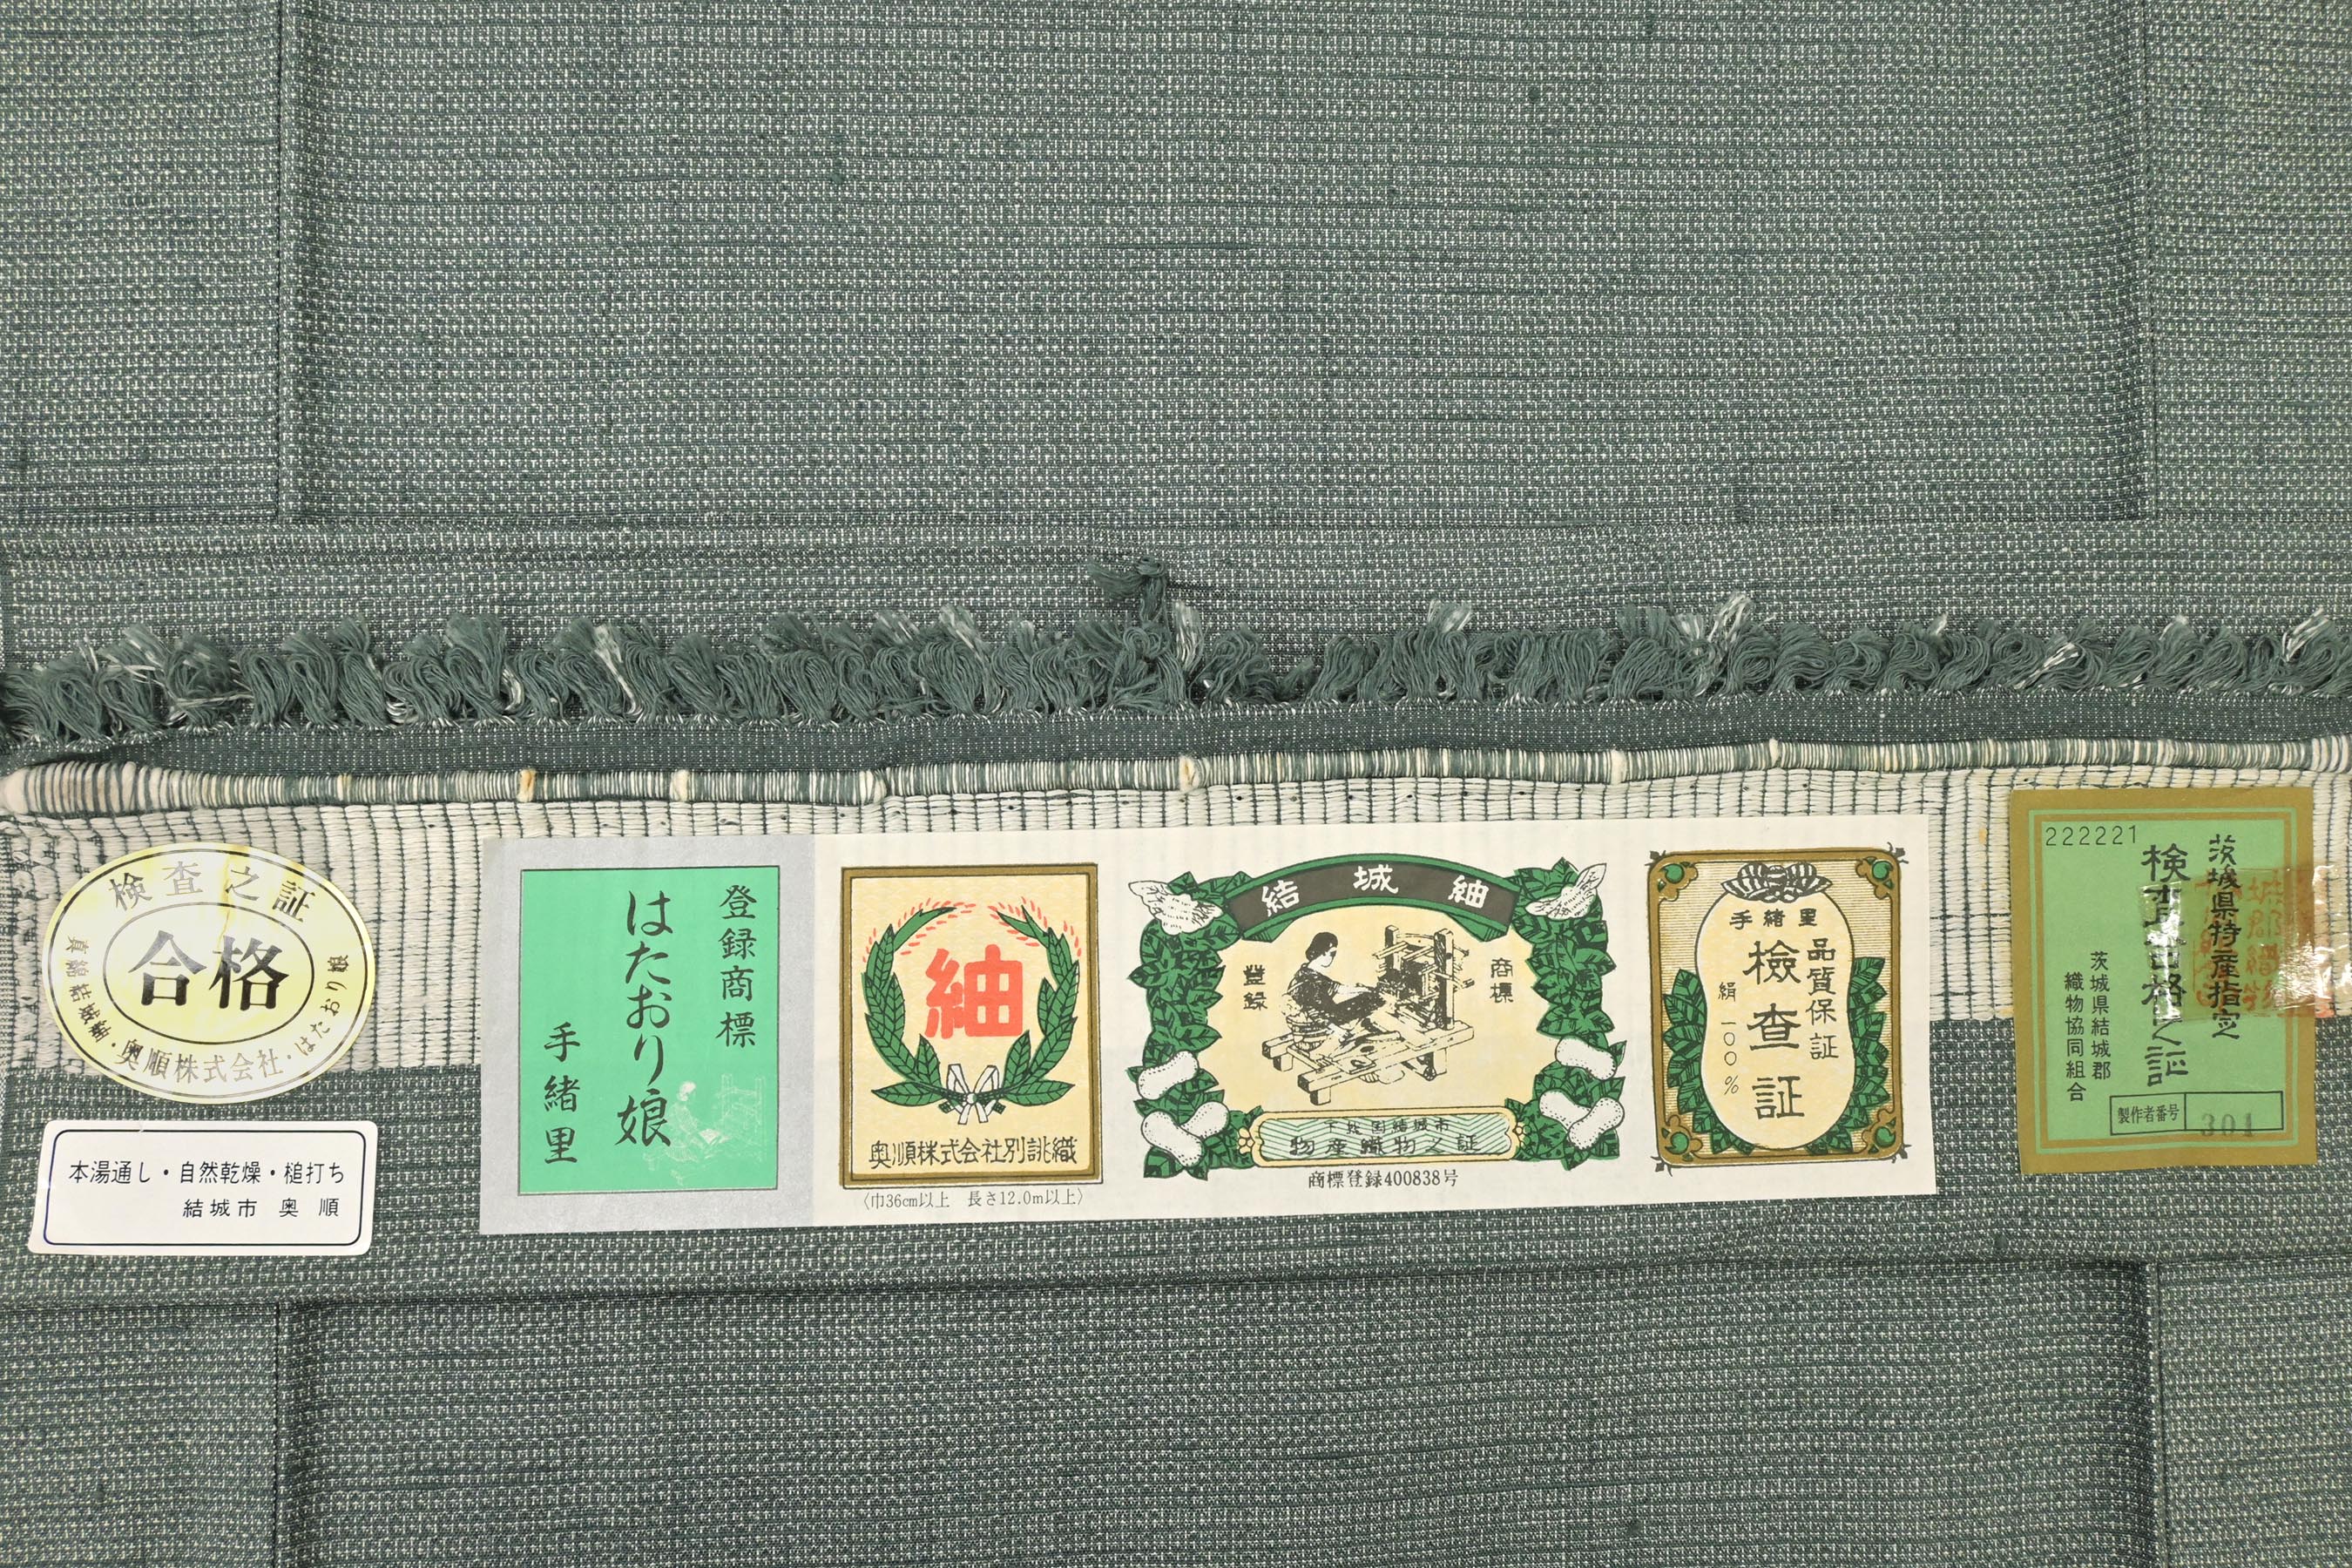 検査之証
合格
真綿結城紬・奥順株式会社・はたおり娘
本湯通し・自然乾燥・槌打ち
結城市 奥順
登録商標
はたおり娘
手緒里
紬
奥順株式会社別誂織
〈巾36cm以上 長さ12.0m以上〉
結城紬
登録
商標
物産織物之証
商標登録400838号
手緒里
品質保証
検査証
絹一〇〇%
222221
茨城県特産指定
検査合格之証
茨城県結城郡
織物協同組合
製作者番号
301